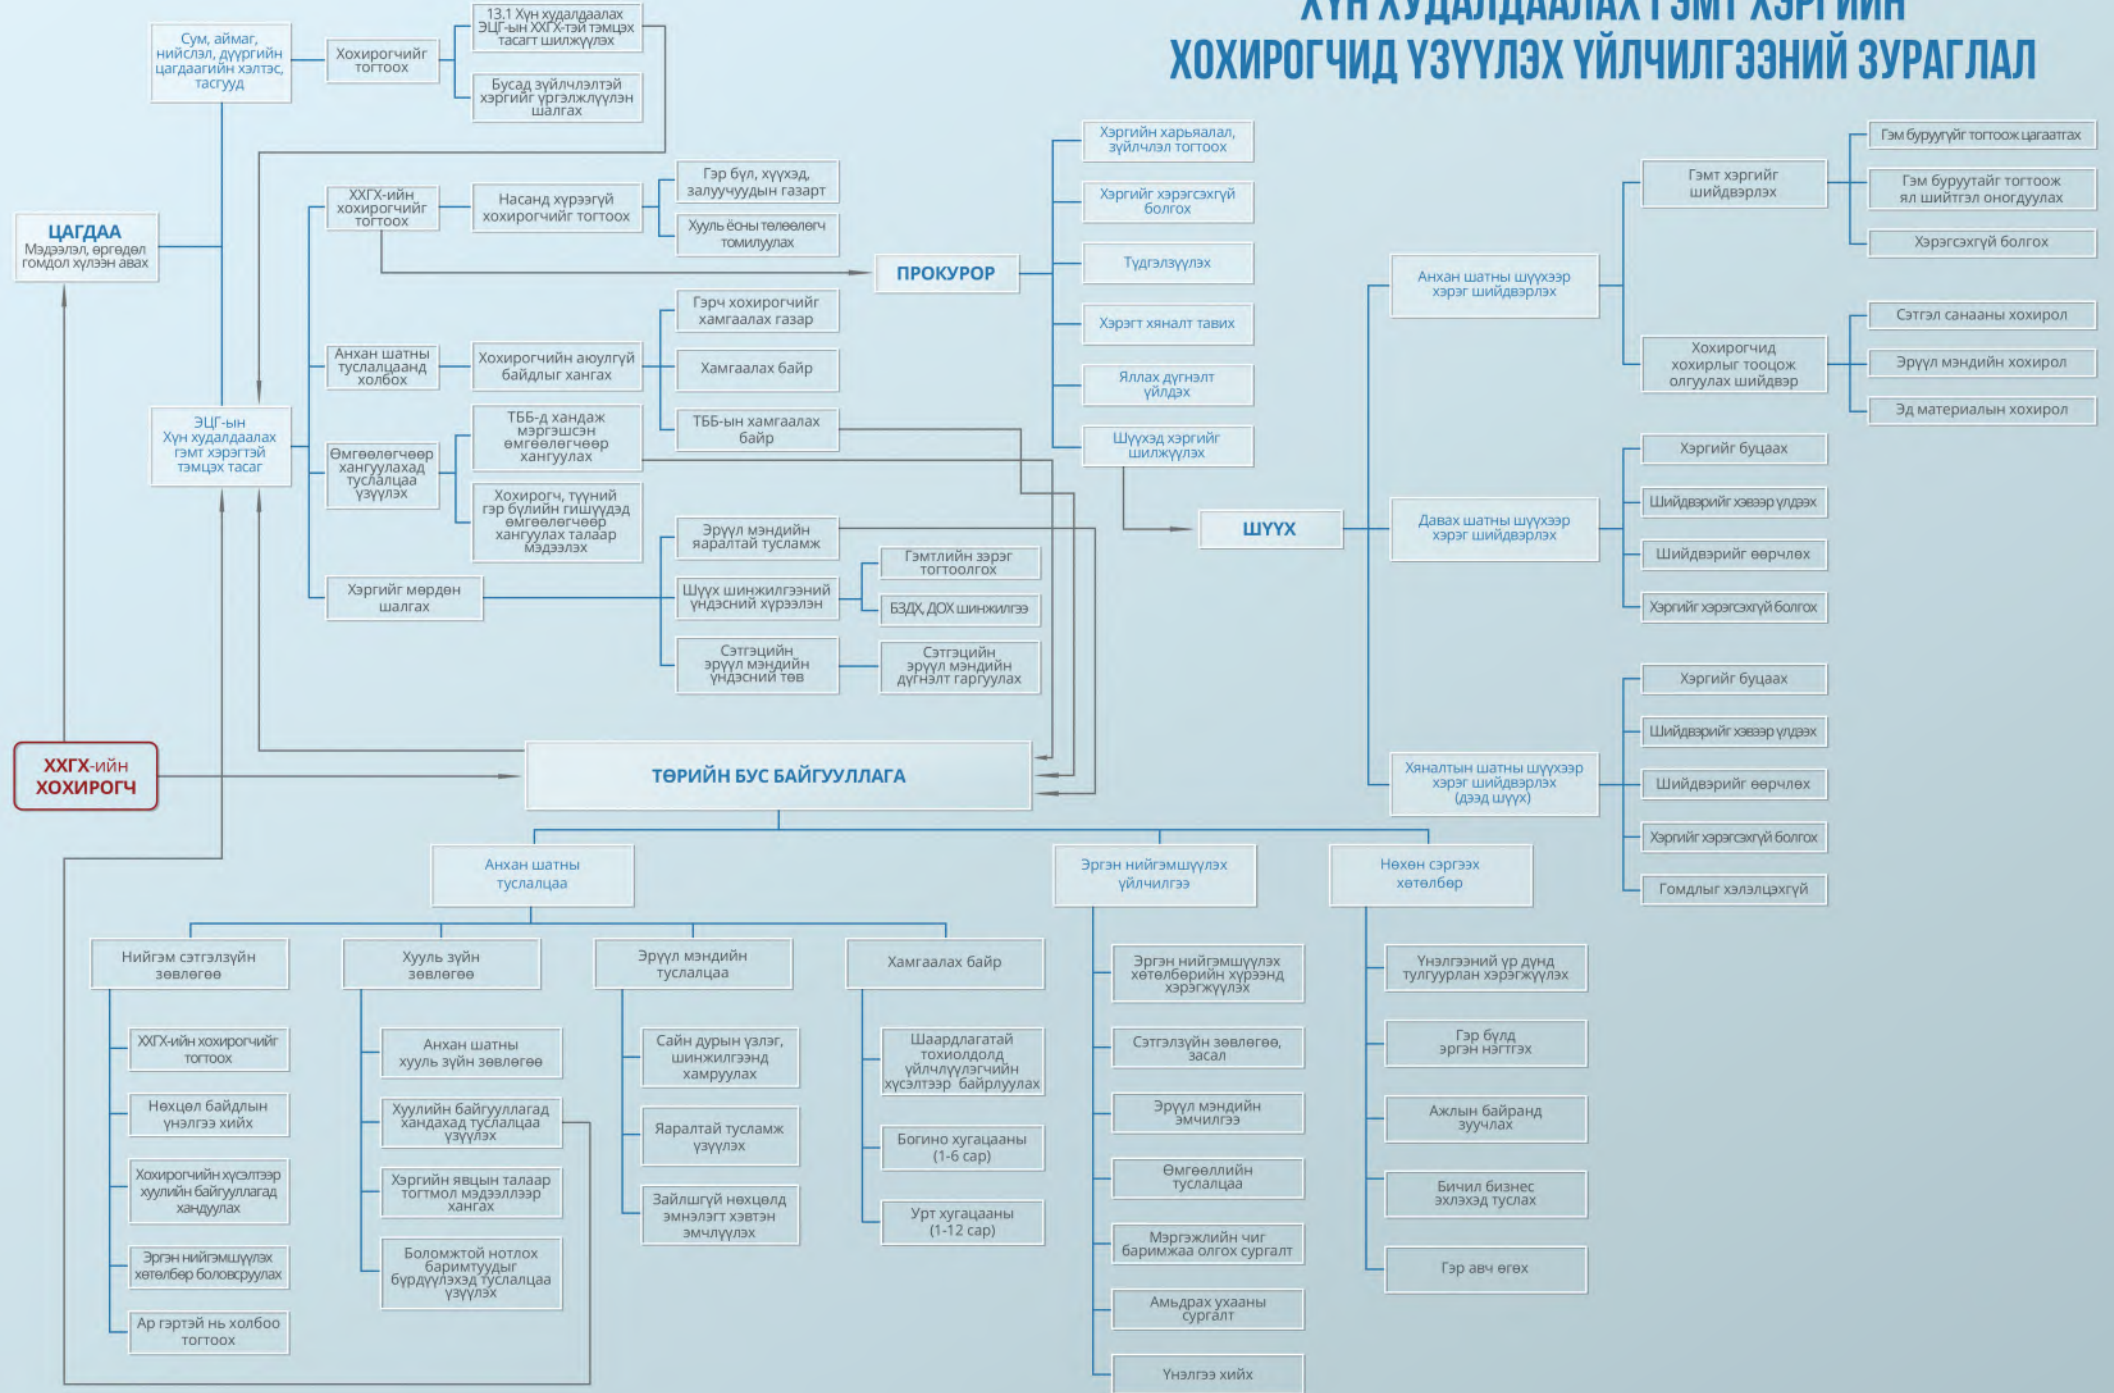 ХҮН ХУДАЛДААЛАХ ГЭМТ ХЭРГИЙН
ХОХИРОГЧИД ҮЗҮҮЛЭХ ҮЙЛЧИЛГЭЭНИЙ ЗУРАГЛАЛ
Сум, аймаг,
нийслэл, дүүргийн
цагдаагийн хэлтэс,
тасгууд
Хохирогчийг
тогтоох
13.1 Хүн худалдаалах
ЭЦГ-ын ХХГХ-тэй тэмцэх
тасагт шилжүүлэх
Бусад зүйлчлэлтэй
хэргийг үргэлжлүүлэн
шалгах
ЦАГДАА
Мэдээлэл, өргөдөл
гомдол хүлээн авах
ЭЦГ-ын
Хүн худалдаалах
гэмт хэрэгтэй
тэмцэх тасаг
ХХГХ-ийн
хохирогчийг
тогтоох
Насанд хүрээгүй
хохирогчийг тогтоох
Гэр бүл, хүүхэд,
залуучуудын газарт
Хууль ёсны төлөөлөгч
томилуулах
Анхан шатны
туслалцаанд
холбох
Хохирогчийн аюулгүй
байдлыг хангах
Гэрч хохирогчийг
хамгаалах газар
Хамгаалах байр
ТББ-ын хамгаалах
байр
Өмгөөлөгчөөр
хангуулахад
туслалцаа
үзүүлэх
ТББ-д хандаж
мэргэшсэн
өмгөөлөгчөөр
хангуулах
Хохирогч, түүний
гэр бүлийн гишүүдэд
өмгөөлөгчөөр
хангуулах талаар
мэдээлэх
Хэргийг мөрдөн
шалгах
Эрүүл мэндийн
яаралтай тусламж
Шүүх шинжилгээний
үндэсний хүрээлэн
Гэмтлийн зэрэг
тогтоолгох
БЗДХ, ДОХ шинжилгээ
Сэтгэцийн
эрүүл мэндийн
үндэсний төв
Сэтгэцийн
эрүүл мэндийн
дүгнэлт гаргуулах
ПРОКУРОР
Хэргийн харьяалал,
зүйлчлэл тогтоох
Хэргийг хэрэгсэхгүй
болгох
Түдгэлзүүлэх
Хэрэгт хяналт тавих
Яллах дүгнэлт
үйлдэх
Шүүхэд хэргийг
шилжүүлэх
ШҮҮХ
Анхан шатны шүүхээр
хэрэг шийдвэрлэх
Гэмт хэргийг
шийдвэрлэх
Гэм буруугүйг тогтоож цагаатгах
Гэм буруутайг тогтоож
ял шийтгэл оногдуулах
Хэрэгсэхгүй болгох
Хохирогчид
хохирлыг тооцож
олгуулах шийдвэр
Сэтгэл санааны хохирол
Эрүүл мэндийн хохирол
Эд материалын хохирол
Давах шатны шүүхээр
хэрэг шийдвэрлэх
Хэргийг буцаах
Шийдвэрийг хэвээр үлдээх
Шийдвэрийг өөрчлөх
Хэргийг хэрэгсэхгүй болгох
Хяналтын шатны шүүхээр
хэрэг шийдвэрлэх
(дээд шүүх)
Хэргийг буцаах
Шийдвэрийг хэвээр үлдээх
Шийдвэрийг өөрчлөх
Хэргийг хэрэгсэхгүй болгох
Гомдлыг хэлэлцэхгүй
ХХГХ-ийн
ХОХИРОГЧ
ТӨРИЙН БУС БАЙГУУЛЛАГА
Анхан шатны
туслалцаа
Нийгэм сэтгэлзүйн
зөвлөгөө
ХХГХ-ийн хохирогчийг
тогтоох
Нөхцөл байдлын
үнэлгээ хийх
Хохирогчийн хүсэлтээр
хуулийн байгууллагад
хандуулах
Эргэн нийгэмшүүлэх
хөтөлбөр боловсруулах
Ар гэртэй нь холбоо
тогтоох
Хууль зүйн
зөвлөгөө
Анхан шатны
хууль зүйн зөвлөгөө
Хуулийн байгууллагад
хандахад туслалцаа
үзүүлэх
Хэргийн явцын талаар
тогтмол мэдээллээр
хангах
Боломжтой нотлох
баримтуудыг
бүрдүүлэхэд туслалцаа
үзүүлэх
Эрүүл мэндийн
туслалцаа
Сайн дурын үзлэг,
шинжилгээнд
хамруулах
Яаралтай тусламж
үзүүлэх
Зайлшгүй нөхцөлд
эмнэлэгт хэвтэн
эмчлүүлэх
Хамгаалах байр
Шаардлагатай
тохиолдолд
үйлчлүүлэгчийн
хүсэлтээр байрлуулах
Богино хугацааны
(1-6 сар)
Урт хугацааны
(1-12 сар)
Эргэн нийгэмшүүлэх
үйлчилгээ
Эргэн нийгэмшүүлэх
хөтөлбөрийн хүрээнд
хэрэгжүүлэх
Сэтгэлзүйн зөвлөгөө,
засал
Эрүүл мэндийн
эмчилгээ
Өмгөөллийн
туслалцаа
Мэргэжлийн чиг
баримжаа олгох сургалт
Амьдрах ухааны
сургалт
Үнэлгээ хийх
Нөхөн сэргээх
хөтөлбөр
Үнэлгээний үр дүнд
тулгуурлан хэрэгжүүлэх
Гэр бүлд
эргэн нэгтгэх
Ажлын байранд
зуучлах
Бичил бизнес
эхлэхэд туслах
Гэр авч өгөх